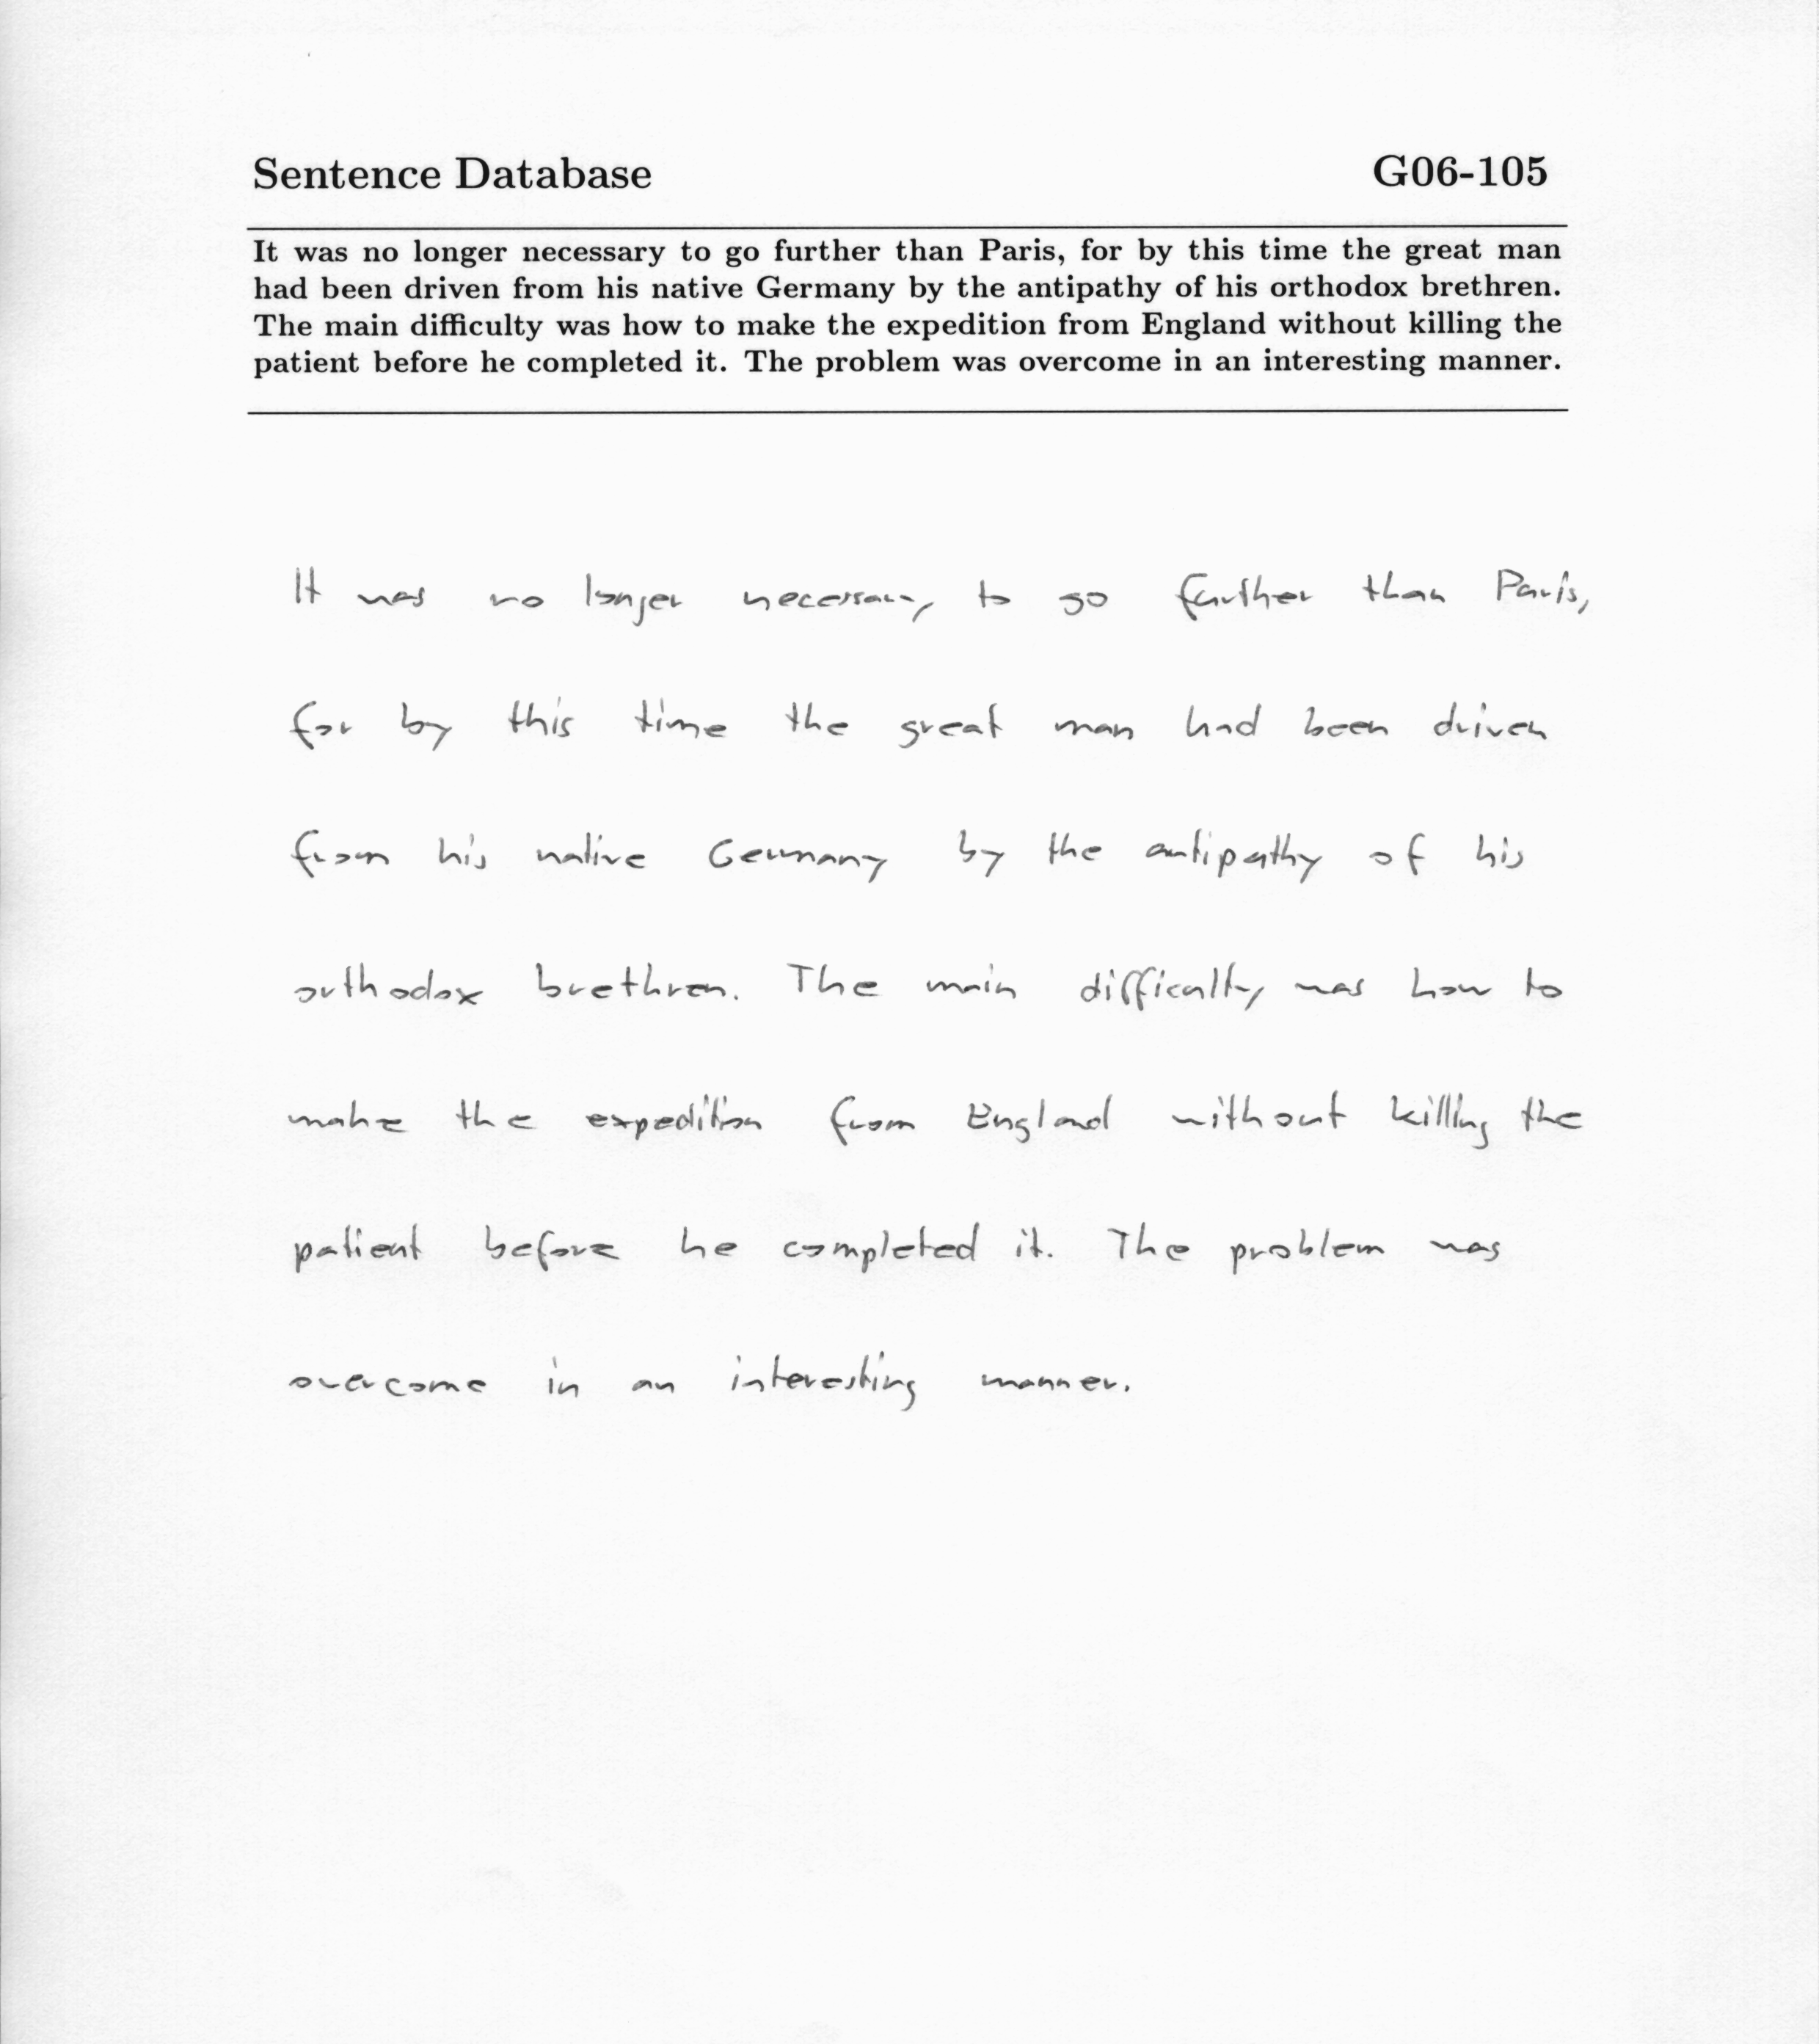 Sentence Database G06-105
It was no longer necessary to go further than Paris, for by this time the great man
had been driven from his native Germany by the antipathy of his orthodox brethren.
The main difficulty was how to make the expedition from England without killing the
patient before he completed it. The problem was overcome in an interesting manner.
It was no longer necessary to go further than Paris,
for by this time the great man had been driven
from his native Germany by the antipathy of his
orthodox brethren. The main difficulty was how to
make the expedition from England without killing the
patient before he completed it. The problem was
overcome in an interesting manner.